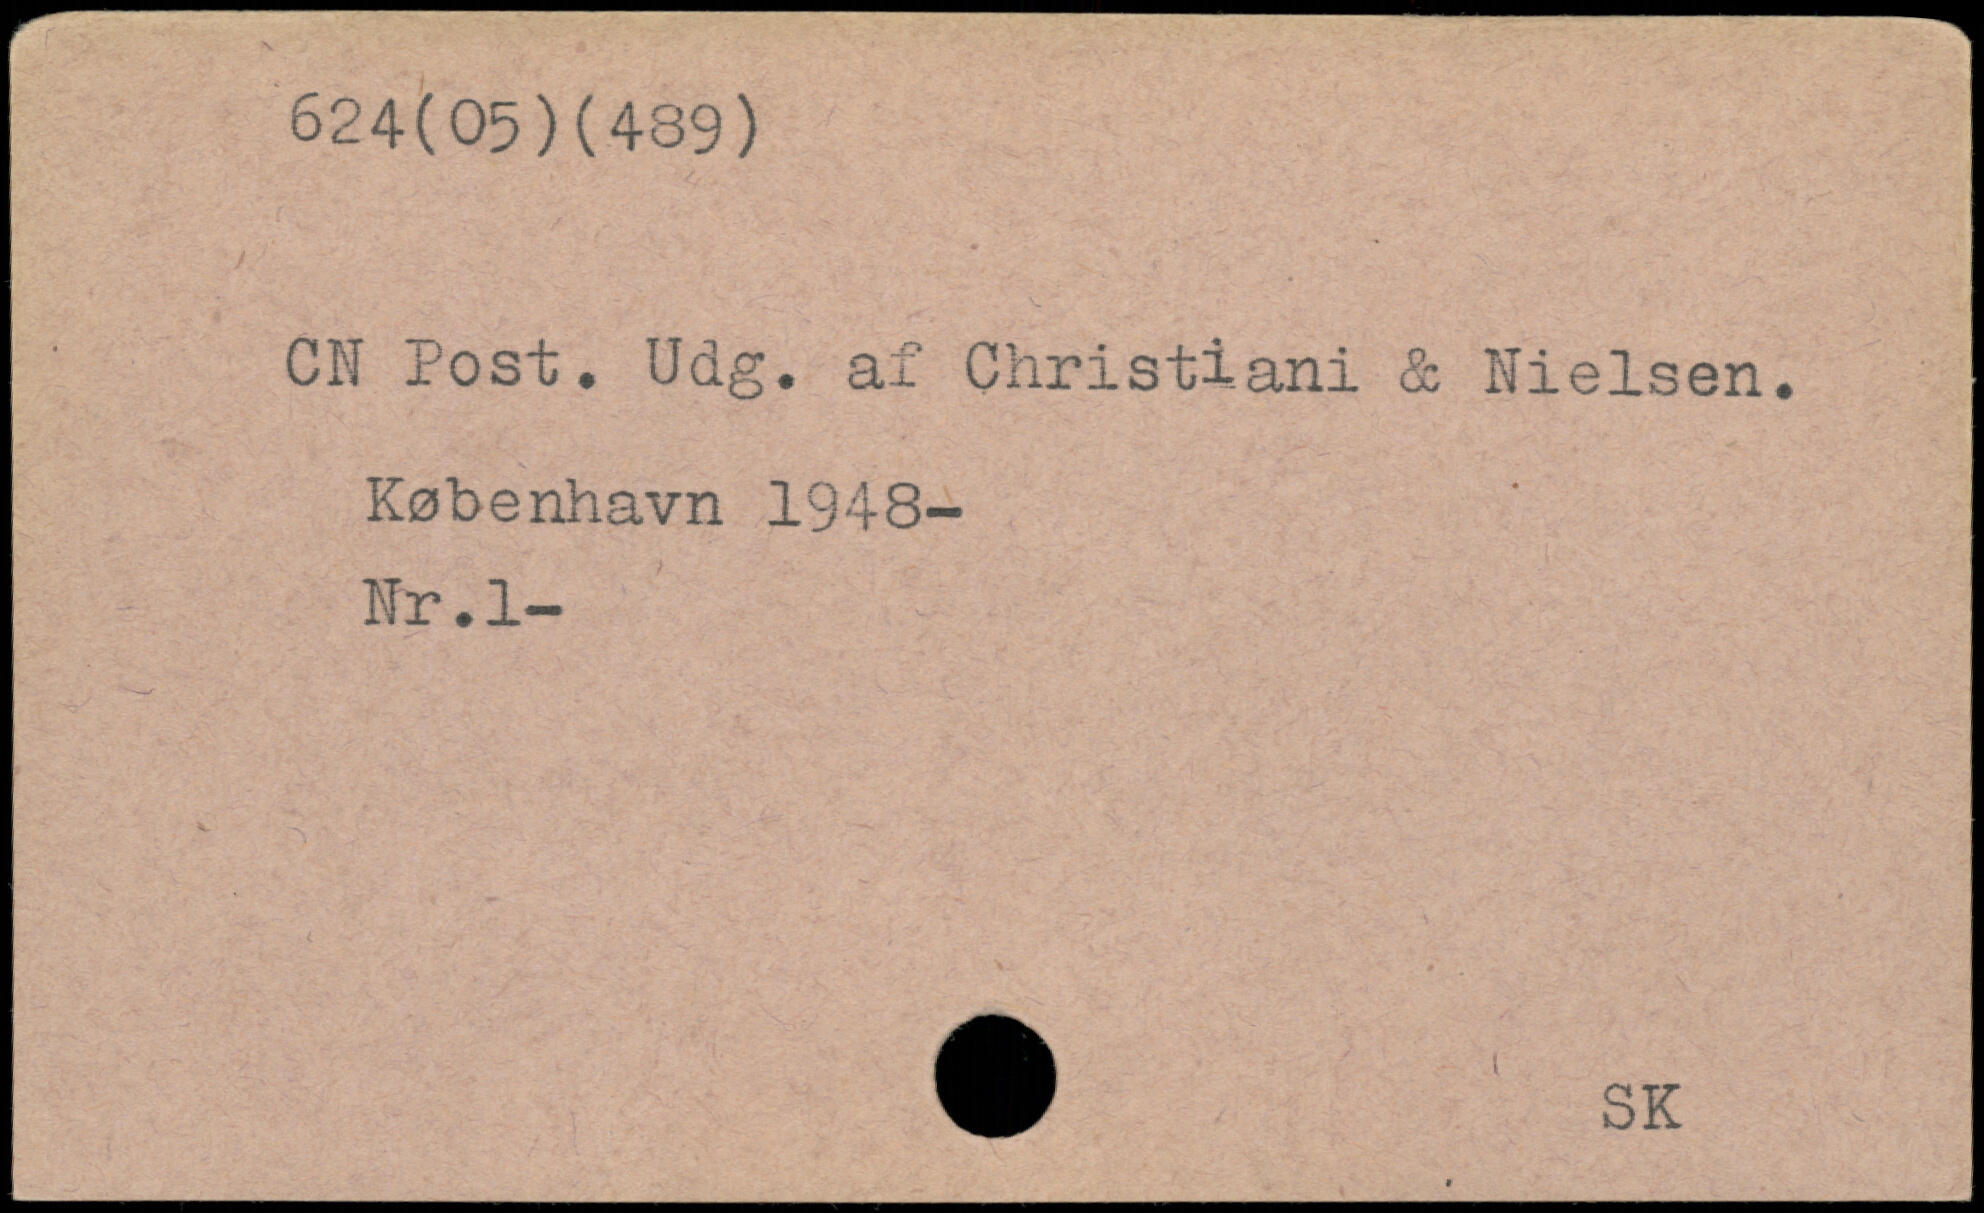 624(05)(489)
CN Post. Udg. af Christiani & Nielsen.
København 1948-
Nr.1-
SK